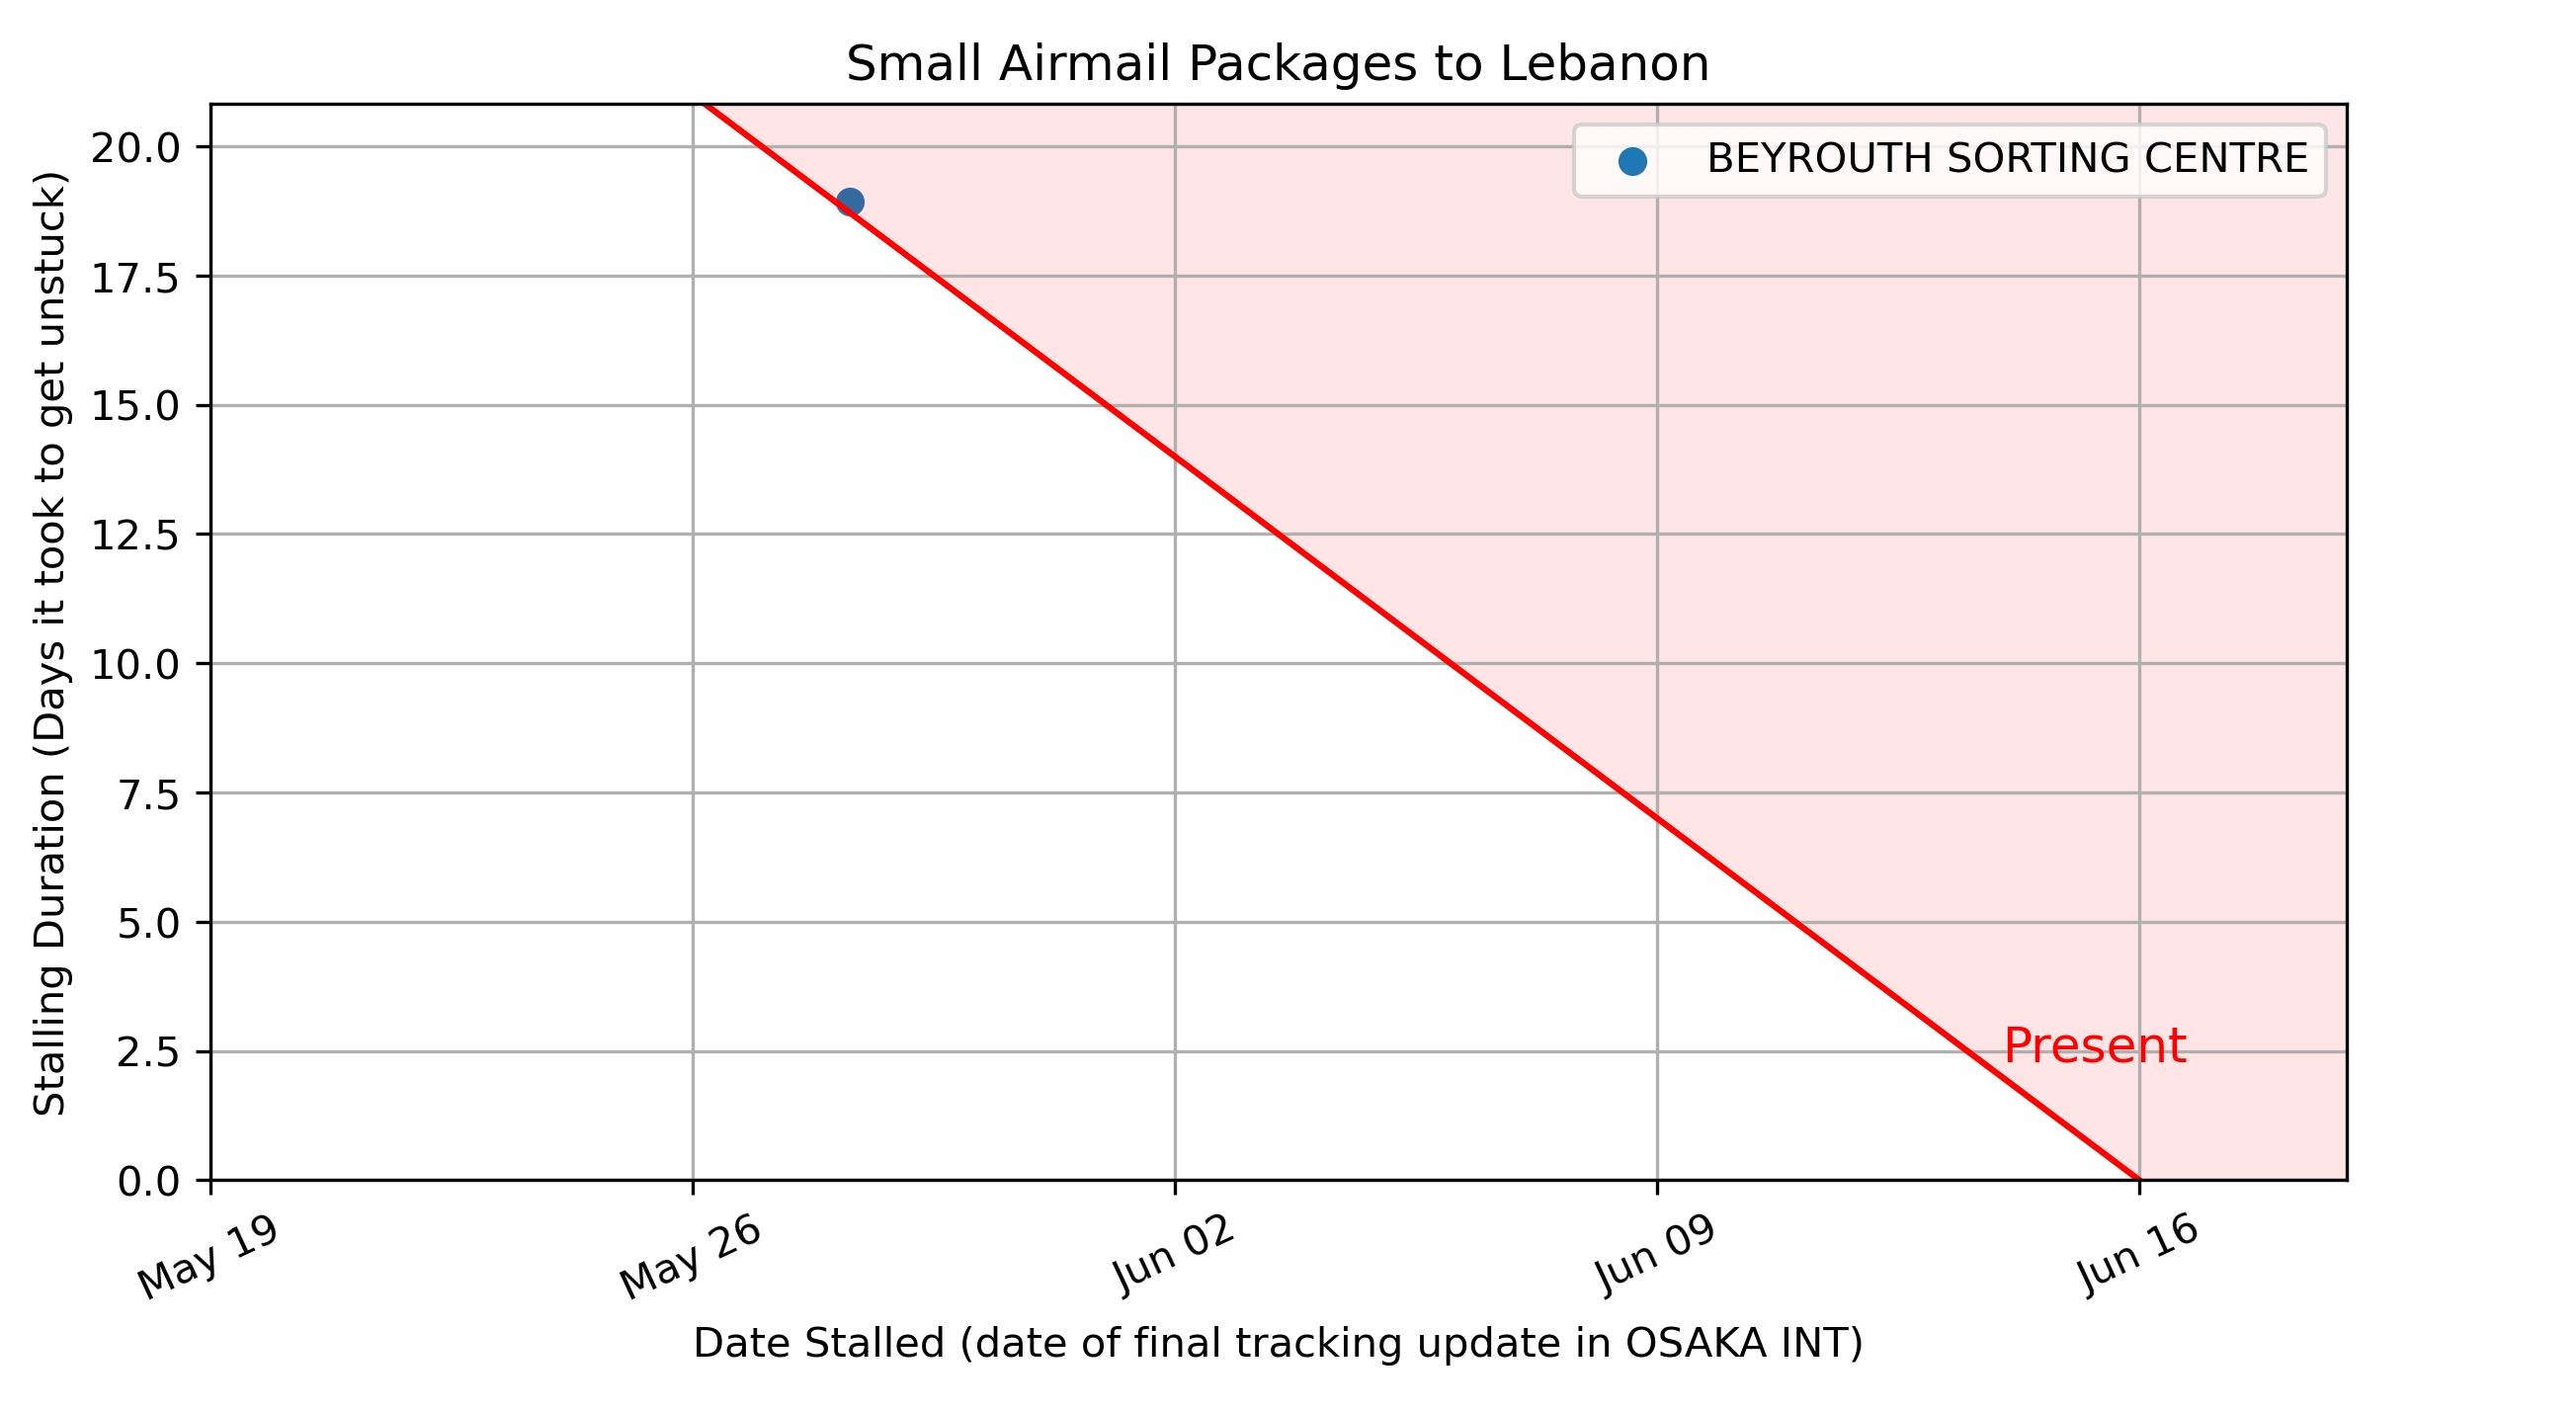 Small Airmail Packages to Lebanon
BEYROUTH SORTING CENTRE
Stalling Duration (Days it took to get unstuck)
20.0
17.5
15.0
12.5
10.0
7.5
5.0
2.5
0.0
Present
May 19
May 26
Jun 02
Jun 09
Jun 16
Date Stalled (date of final tracking update in OSAKA INT)